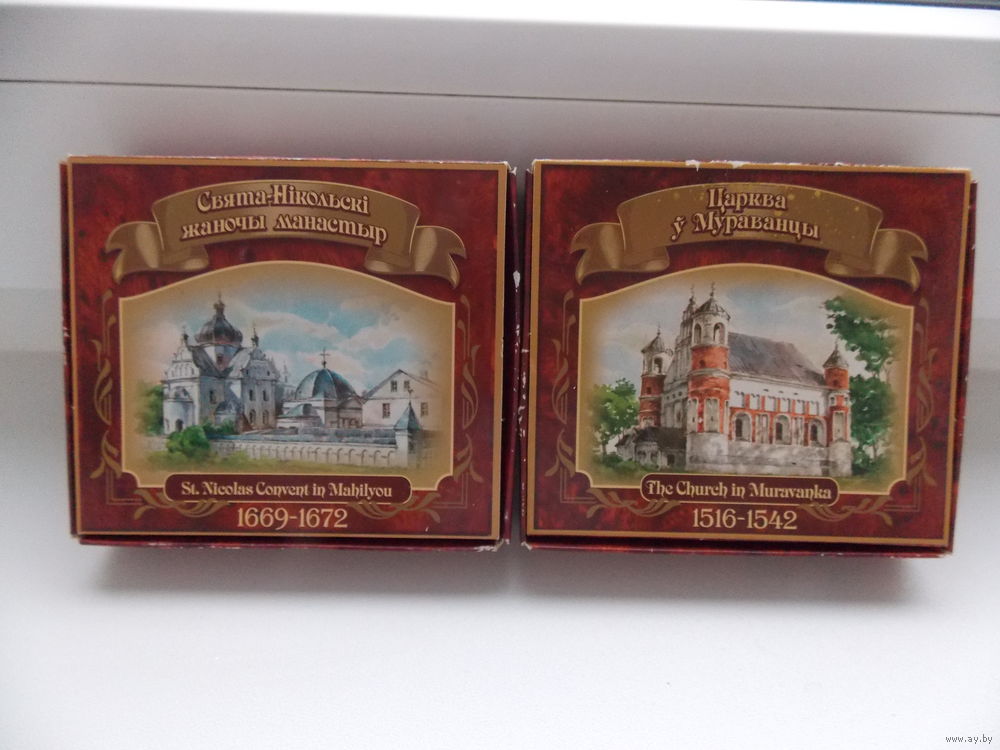 Свята-Нікольскі
жаночы манастыр
St. Nicolas Convent in Mahilyou
1669-1672
Царква
ў Мураванцы
The Church in Muravanka
1516-1542
www.ay.by